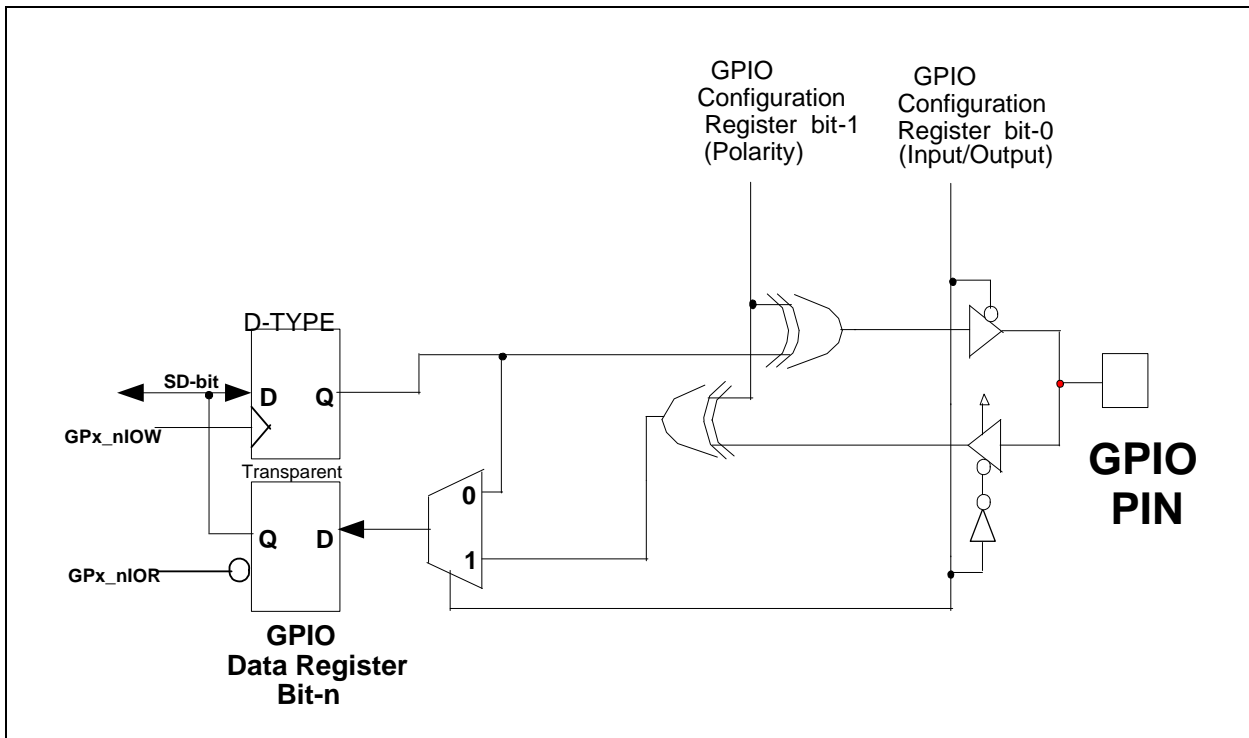 GPIO
Configuration
Register bit-1
(Polarity)
GPIO
Configuration
Register bit-0
(Input/Output)
D-TYPE
SD-bit
D
Q
GPx_nIOW
Transparent
Q
D
GPx_nIOR
0
1
GPIO
Data Register
Bit-n
GPIO
PIN